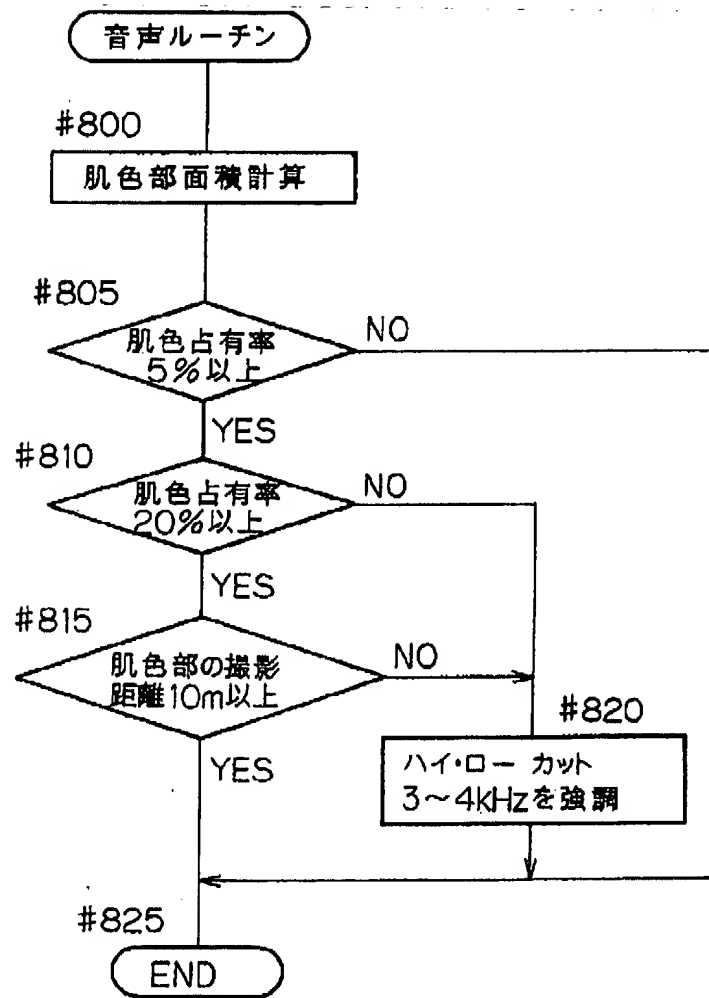 音声ルーチン
#800
肌色部面積計算
#805
肌色占有率
5%以上
NO
YES
#810
肌色占有率
20%以上
NO
YES
#815
肌色部の撮影
距離10m以上
NO
YES
#820
ハイ・ロー カット
3～4KHzを強調
#825
END